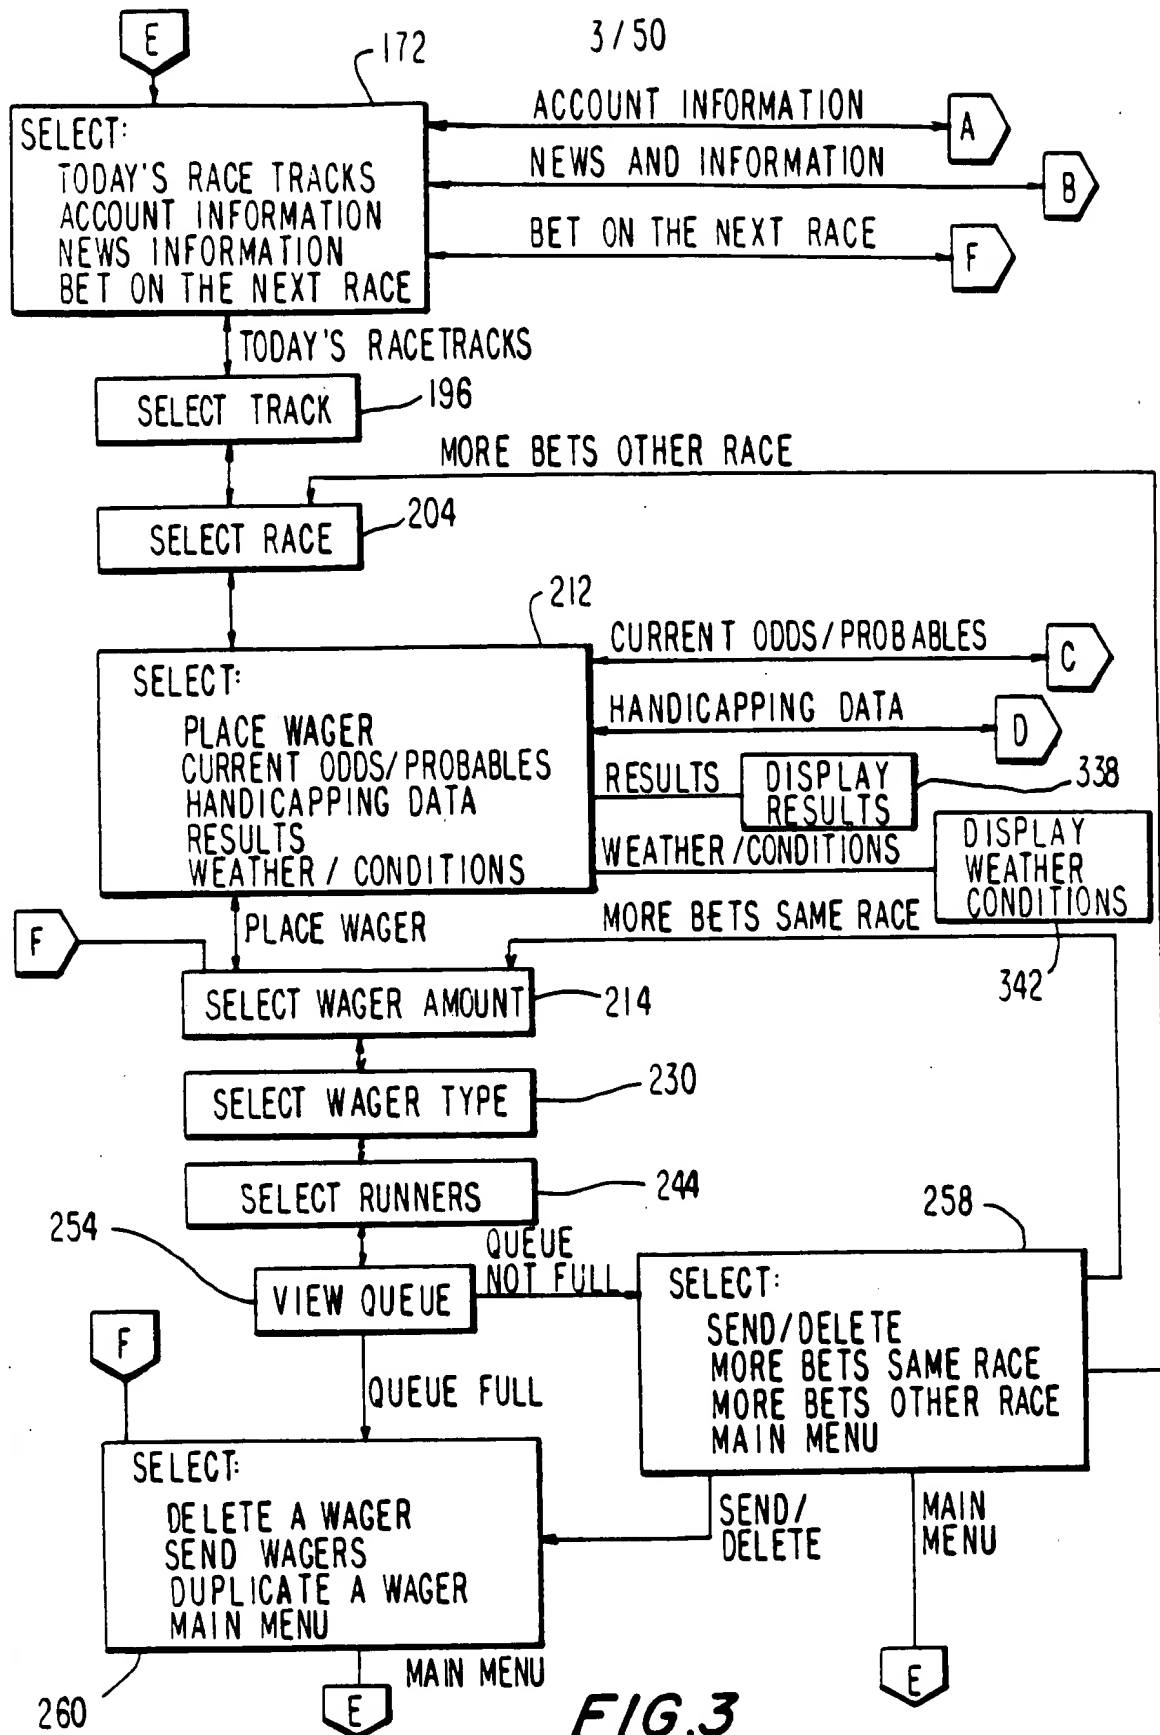 3/50
E
172
SELECT:
TODAY'S RACE TRACKS
ACCOUNT INFORMATION
NEWS INFORMATION
BET ON THE NEXT RACE
ACCOUNT INFORMATION
A
NEWS AND INFORMATION
B
BET ON THE NEXT RACE
F
TODAY'S RACETRACKS
SELECT TRACK
196
MORE BETS OTHER RACE
SELECT RACE
204
212
SELECT:
PLACE WAGER
CURRENT ODDS/PROBABLES
HANDICAPPING DATA
RESULTS
WEATHER / CONDITIONS
CURRENT ODDS/PROBABLES
C
HANDICAPPING DATA
D
RESULTS
DISPLAY
RESULTS
338
WEATHER/CONDITIONS
DISPLAY
WEATHER
CONDITIONS
342
F
PLACE WAGER
MORE BETS SAME RACE
SELECT WAGER AMOUNT
214
SELECT WAGER TYPE
230
SELECT RUNNERS
244
254
VIEW QUEUE
QUEUE
NOT FULL
258
SELECT:
SEND/DELETE
MORE BETS SAME RACE
MORE BETS OTHER RACE
MAIN MENU
F
QUEUE FULL
SELECT:
DELETE A WAGER
SEND WAGERS
DUPLICATE A WAGER
MAIN MENU
SEND/
DELETE
MAIN
MENU
260
MAIN MENU
E
E
FIG.3